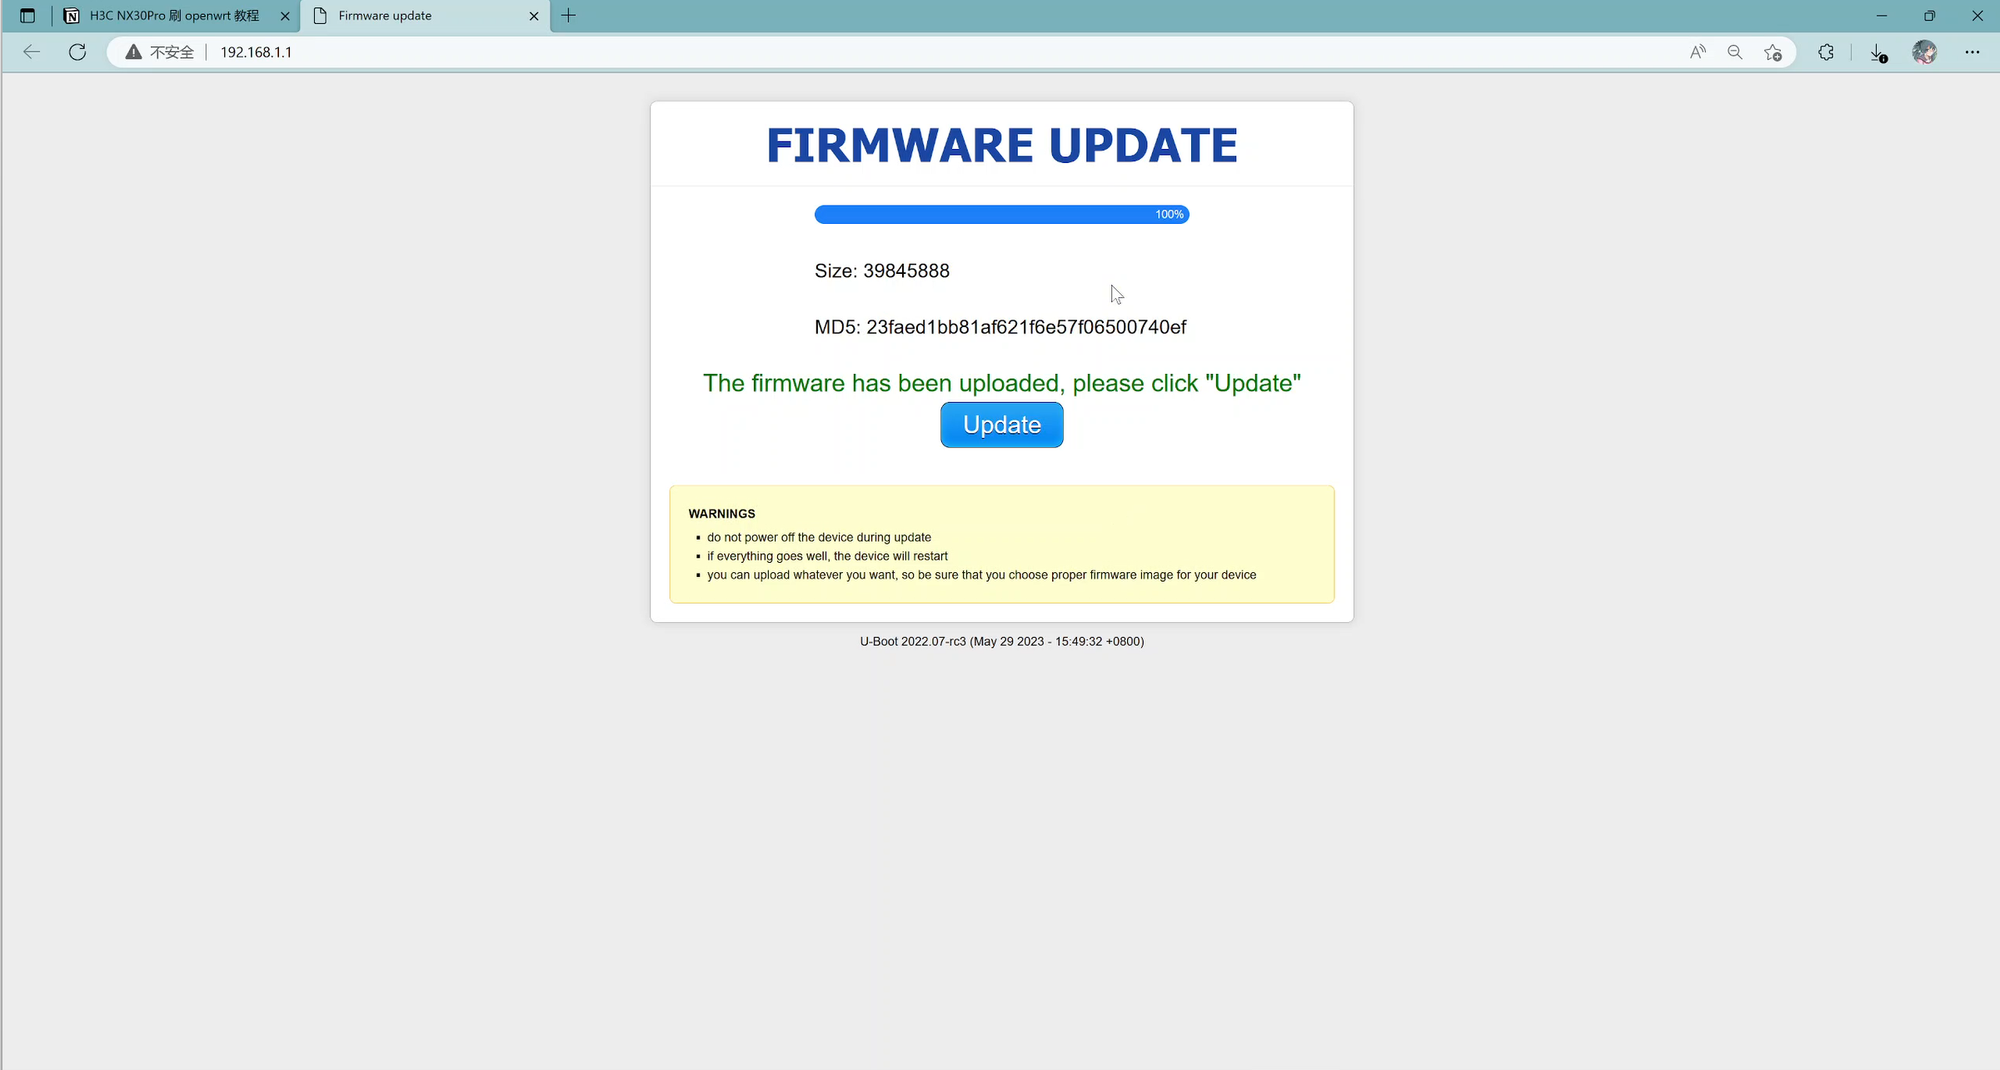 H3C NX30Pro 刷 openwrt 教程
Firmware update
不安全
192.168.1.1
FIRMWARE UPDATE
100%
Size: 39845888
MD5: 23faed1bb81af621f6e57f06500740ef
The firmware has been uploaded, please click "Update"
Update
WARNINGS
▪ do not power off the device during update
▪ if everything goes well, the device will restart
▪ you can upload whatever you want, so be sure that you choose proper firmware image for your device
U-Boot 2022.07-rc3 (May 29 2023 - 15:49:32 +0800)